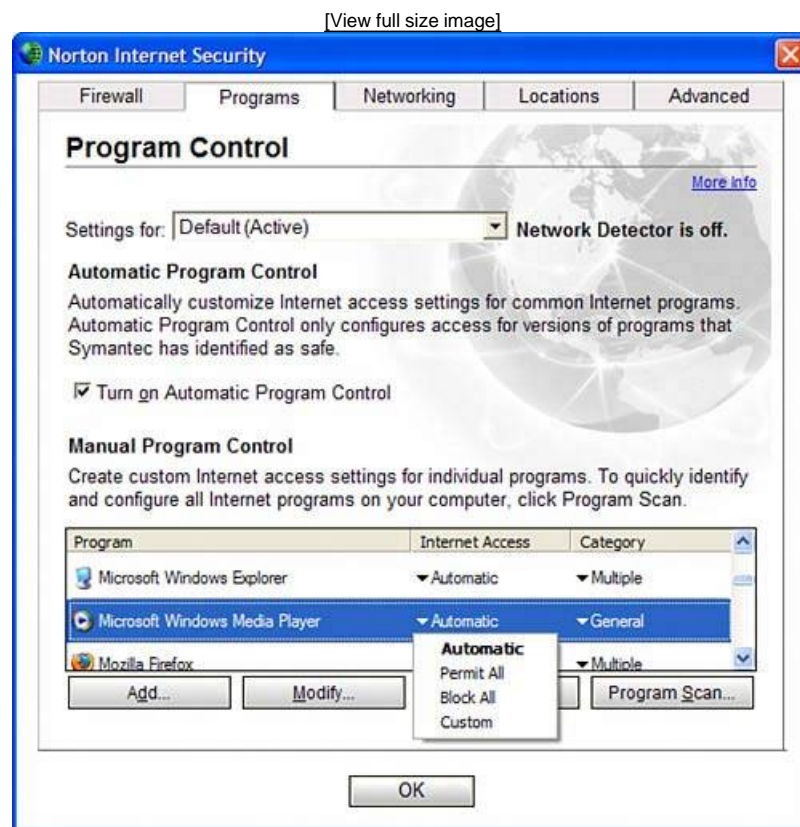 [View full size image]
Norton Internet Security
Firewall Programs Networking Locations Advanced
Program Control
More Info
Settings for: Default (Active) Network Detector is off.
Automatic Program Control
Automatically customize Internet access settings for common Internet programs.
Automatic Program Control only configures access for versions of programs that
Symantec has identified as safe.
Turn on Automatic Program Control
Manual Program Control
Create custom Internet access settings for individual programs. To quickly identify
and configure all Internet programs on your computer, click Program Scan.
Program Internet Access Category
Microsoft Windows Explorer Automatic Multiple
Microsoft Windows Media Player Automatic General
Mozilla Firefox Multiple
Automatic
Permit All
Block All
Custom
Add... Modify... Program Scan...
OK